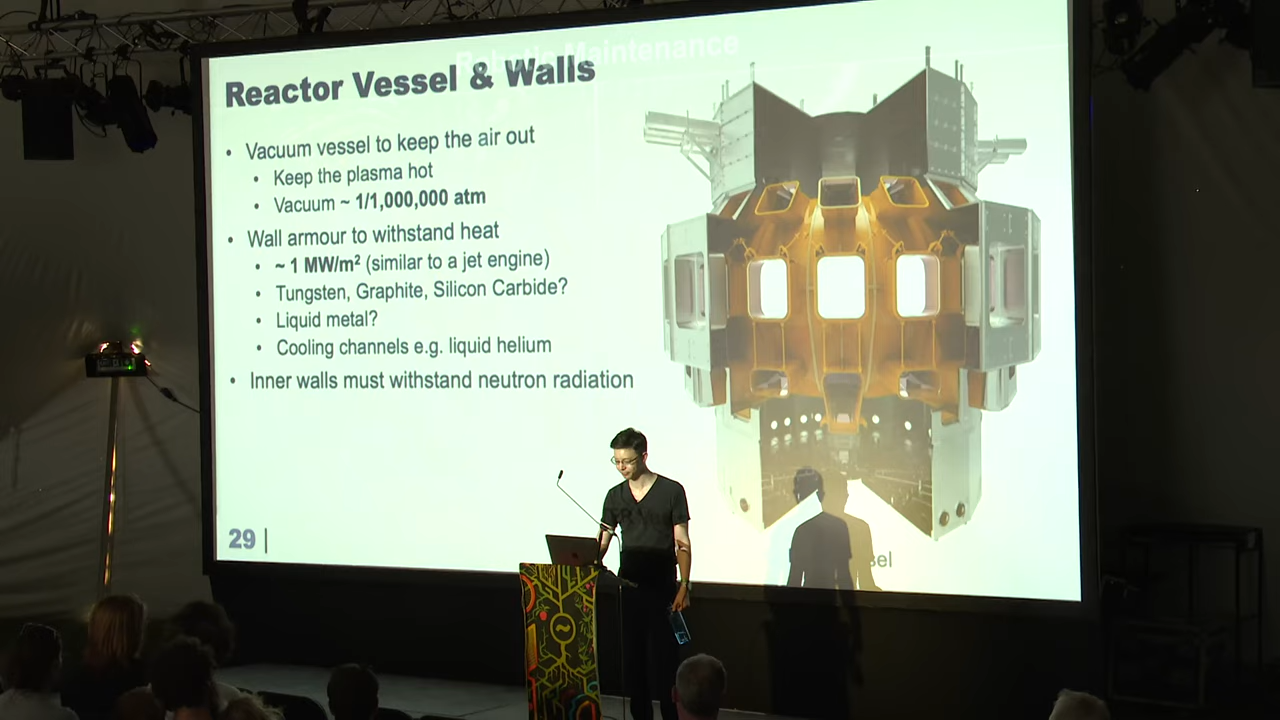 Robotic Maintenance
Reactor Vessel & Walls
• Vacuum vessel to keep the air out
• Keep the plasma hot
• Vacuum ~ 1/1,000,000 atm
• Wall armour to withstand heat
• ~ 1 MW/m² (similar to a jet engine)
• Tungsten, Graphite, Silicon Carbide?
• Liquid metal?
• Cooling channels e.g. liquid helium
• Inner walls must withstand neutron radiation
29 |